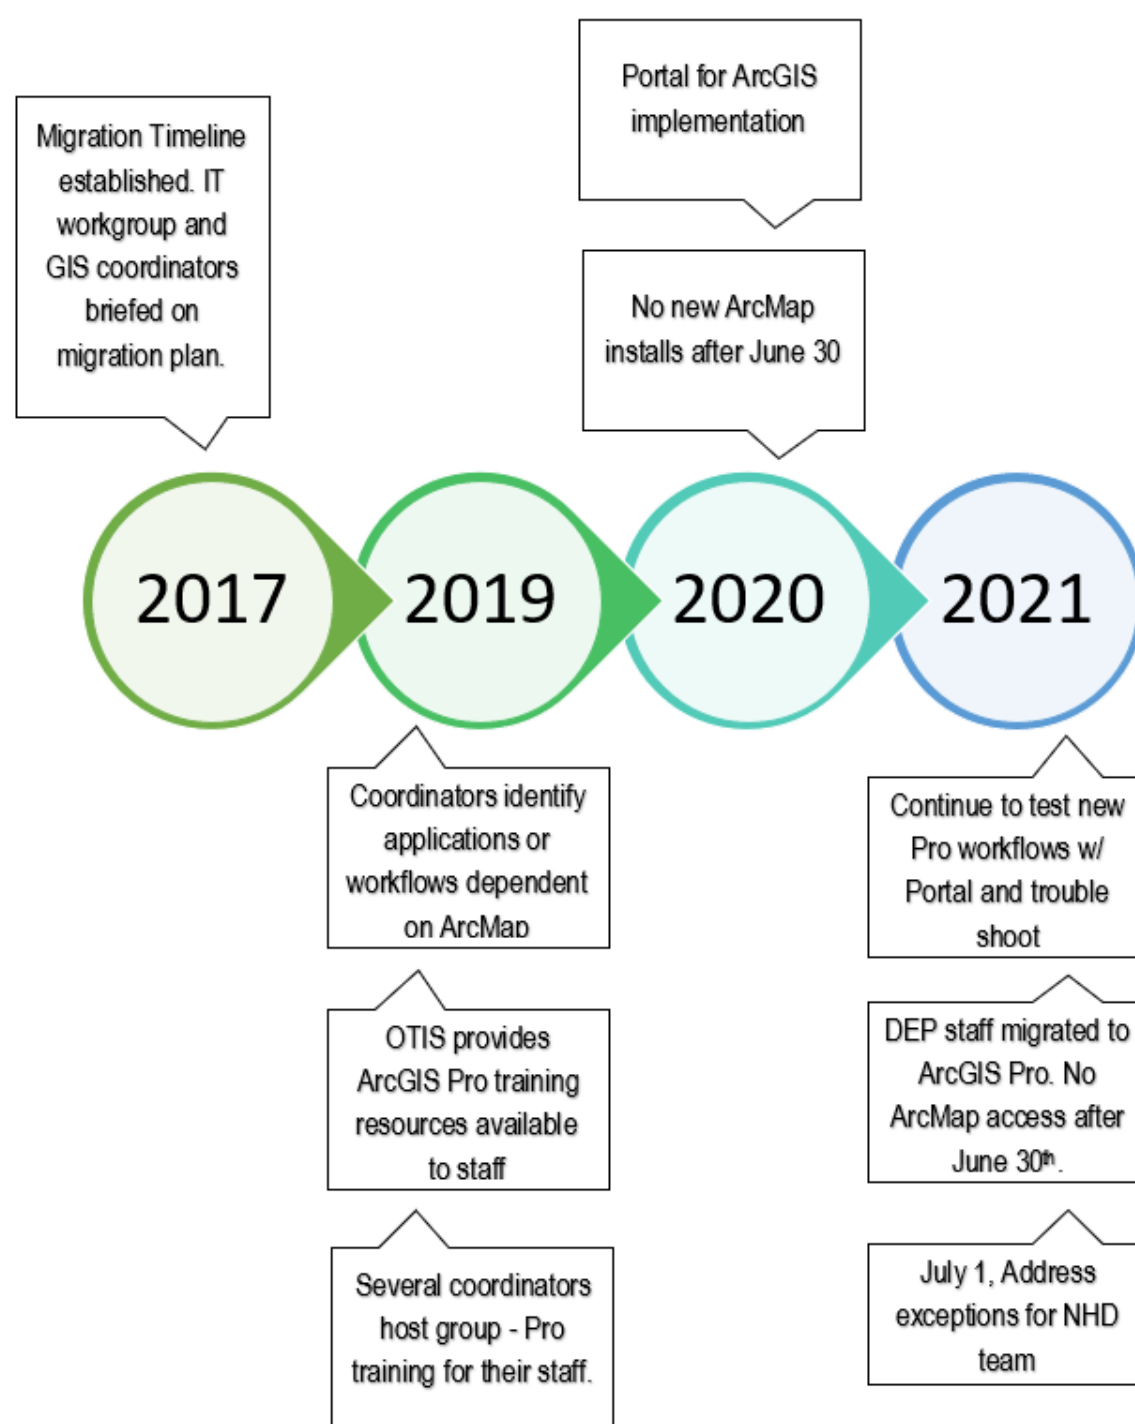 Portal for ArcGIS
implementation
Migration Timeline
established. IT
workgroup and
GIS coordinators
briefed on
migration plan.
No new ArcMap
installs after June 30
2017
2019
2020
2021
Coordinators identify
applications or
workflows dependent
on ArcMap
OTIS provides
ArcGIS Pro training
resources available
to staff
Several coordinators
host group - Pro
training for their staff.
Continue to test new
Pro workflows w/
Portal and trouble
shoot
DEP staff migrated to
ArcGIS Pro. No
ArcMap access after
June 30th.
July 1, Address
exceptions for NHD
team